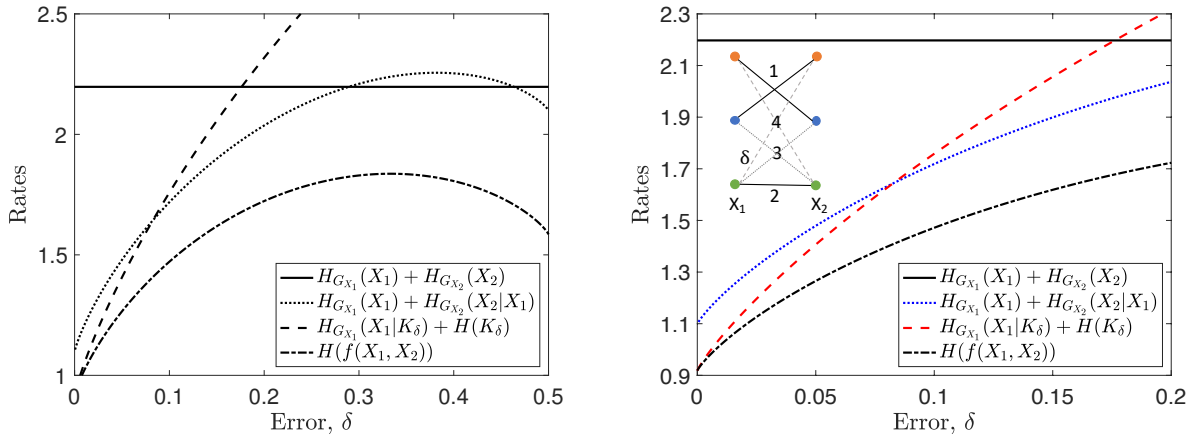 2.5
2
1.5
1
Rates
0
0.1
0.2
0.3
0.4
0.5
Error, δ
H_{G_{X_1}}(X_1) + H_{G_{X_2}}(X_2)
H_{G_{X_1}}(X_1) + H_{G_{X_2}}(X_2|X_1)
H_{G_{X_1}}(X_1|K_δ) + H(K_δ)
H(f(X_1, X_2))
2.3
2.1
1.9
1.7
1.5
1.3
1.1
0.9
Rates
1
4
δ
3
2
X_1
X_2
0
0.05
0.1
0.15
0.2
Error, δ
H_{G_{X_1}}(X_1) + H_{G_{X_2}}(X_2)
H_{G_{X_1}}(X_1) + H_{G_{X_2}}(X_2|X_1)
H_{G_{X_1}}(X_1|K_δ) + H(K_δ)
H(f(X_1, X_2))